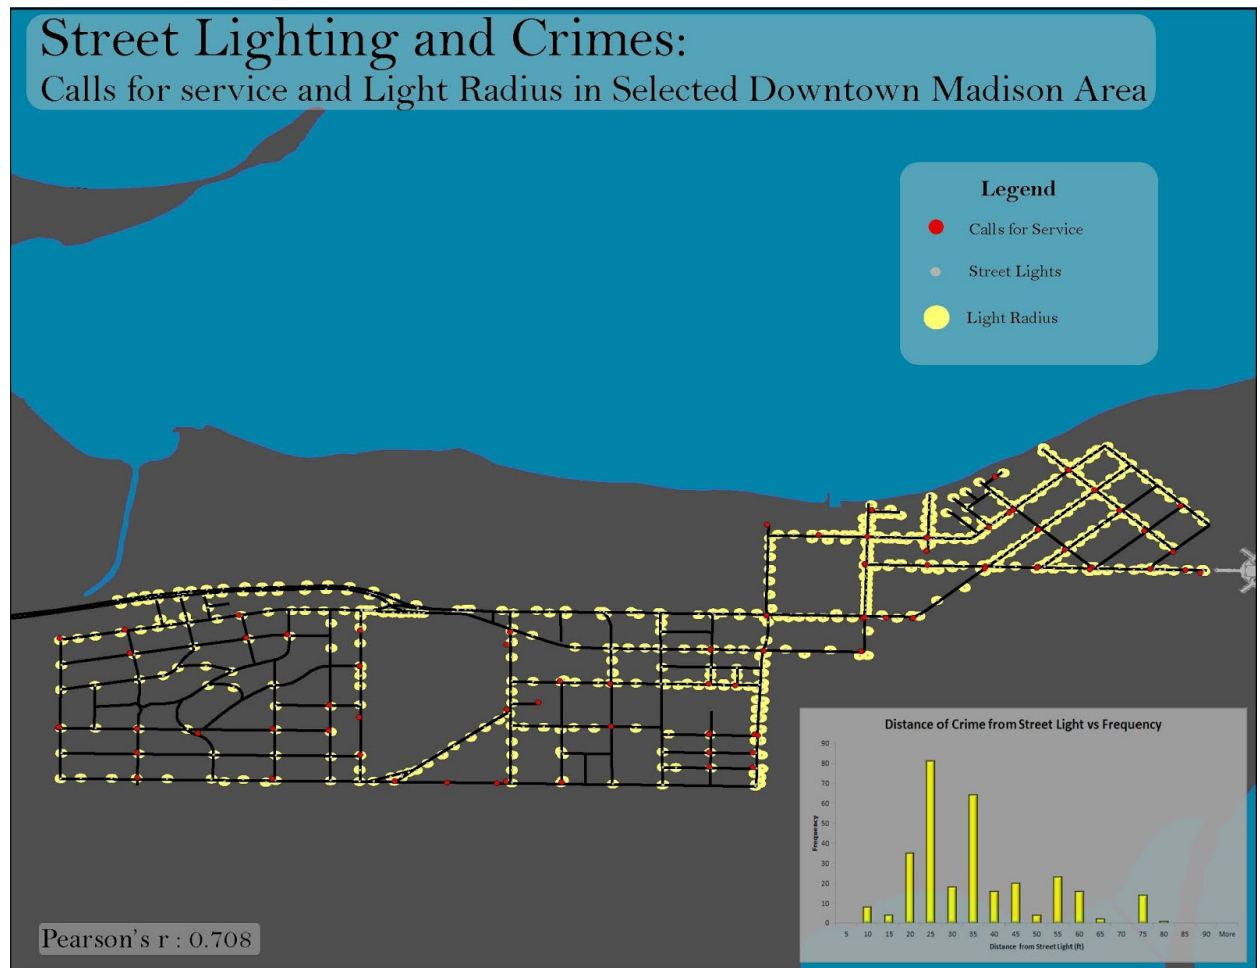 Street Lighting and Crimes:
Calls for service and Light Radius in Selected Downtown Madison Area
Legend
Calls for Service
Street Lights
Light Radius
Distance of Crime from Street Light vs Frequency
Frequency
90
80
70
60
50
40
30
20
10
0
5 10 15 20 25 30 35 40 45 50 55 60 65 70 75 80 85 90 More
Distance from Street Light (ft)
Pearson's r : 0.708